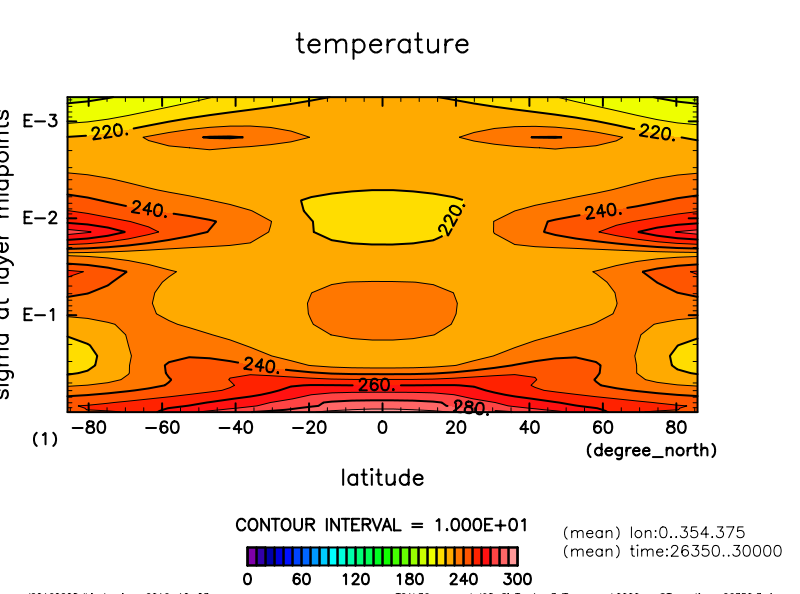 temperature
sigma at layer midpoints
E−3
E−2
E−1
220.
220.
240.
240.
220.
240.
260.
280.
−80 −60 −40 −20 0 20 40 60 80
(1)
(degree_north)
latitude
CONTOUR INTERVAL = 1.000E+01
0 60 120 180 240 300
(mean) lon:0..354.375
(mean) time:26350..30000